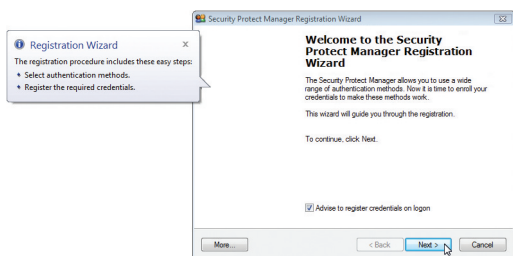 Security Protect Manager Registration Wizard
Registration Wizard
x
The registration procedure includes these easy steps:
Select authentication methods.
Register the required credentials.
Welcome to the Security
Protect Manager Registration
Wizard
The Security Protect Manager allows you to use a wide
range of authentication methods. Now it is time to enroll your
credentials to make these methods work.
This wizard will guide you through the registration.
To continue, click Next.
Advise to register credentials on logon
More... < Back Next > Cancel